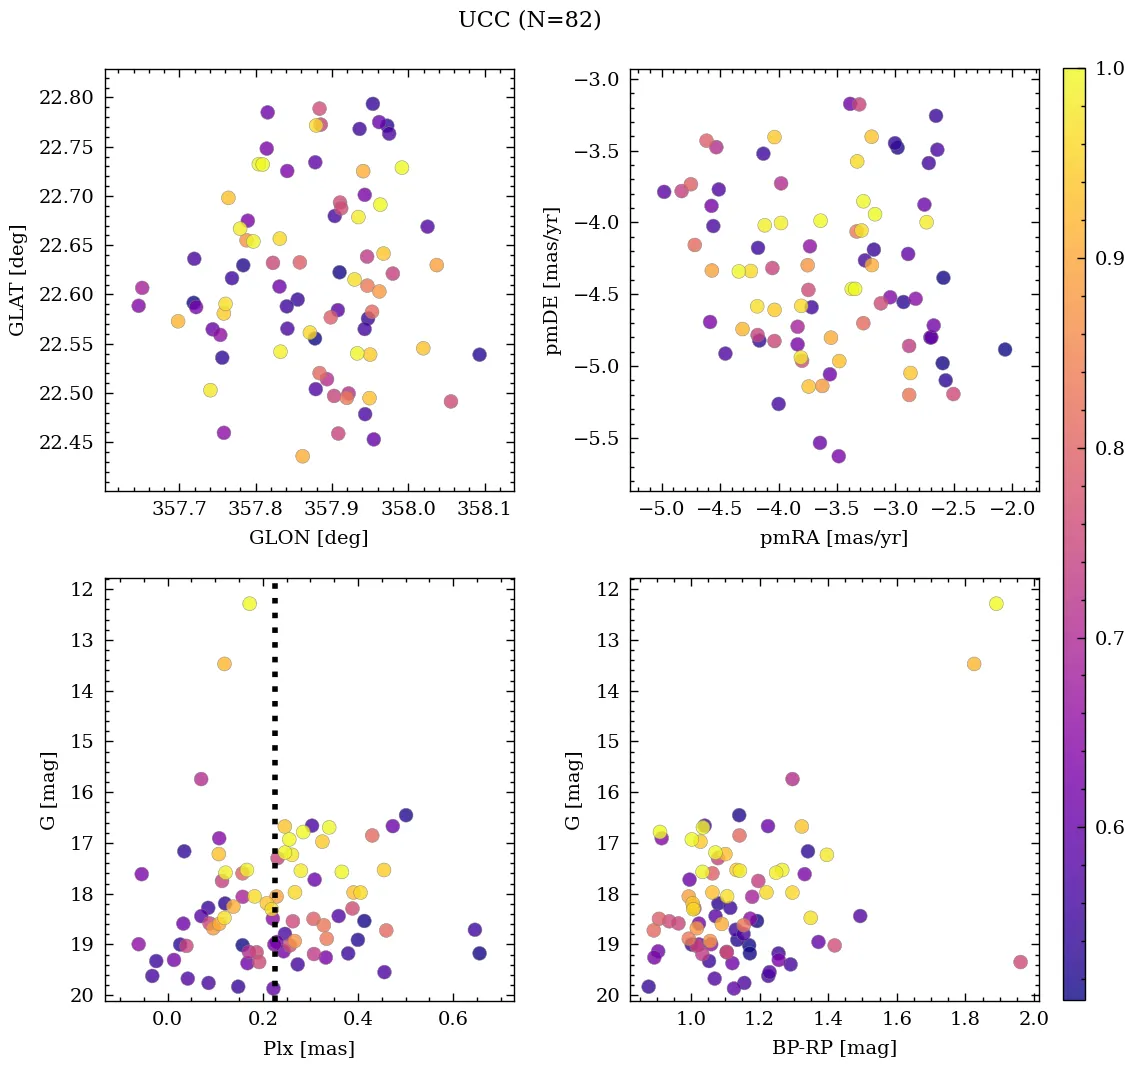 UCC (N=82)
22.80
22.75
22.70
22.65
22.60
22.55
22.50
22.45
GLAT [deg]
357.7 357.8 357.9 358.0 358.1
GLON [deg]
−3.0
−3.5
−4.0
−4.5
−5.0
−5.5
pmDE [mas/yr]
−5.0 −4.5 −4.0 −3.5 −3.0 −2.5 −2.0
pmRA [mas/yr]
1.0
0.9
0.8
0.7
0.6
12
13
14
15
16
17
18
19
20
G [mag]
0.0 0.2 0.4 0.6
Plx [mas]
12
13
14
15
16
17
18
19
20
G [mag]
1.0 1.2 1.4 1.6 1.8 2.0
BP-RP [mag]